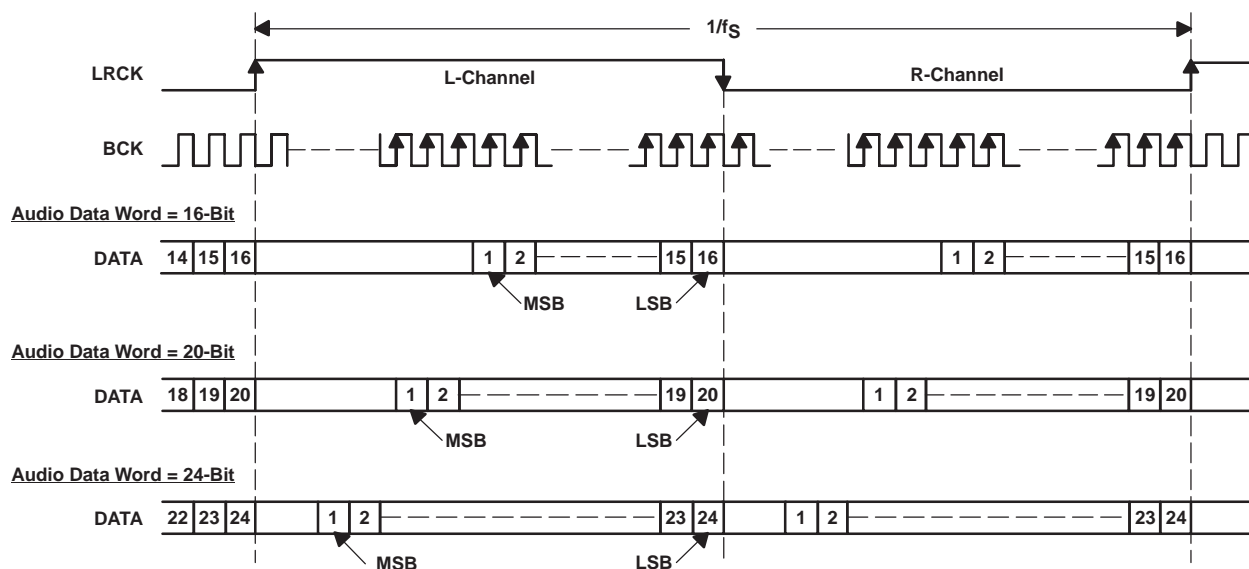 1/fS
LRCK L-Channel R-Channel
BCK
Audio Data Word = 16-Bit
DATA 14 15 16 1 2 15 16 1 2 15 16
MSB LSB
Audio Data Word = 20-Bit
DATA 18 19 20 1 2 19 20 1 2 19 20
MSB LSB
Audio Data Word = 24-Bit
DATA 22 23 24 1 2 23 24 1 2 23 24
MSB LSB